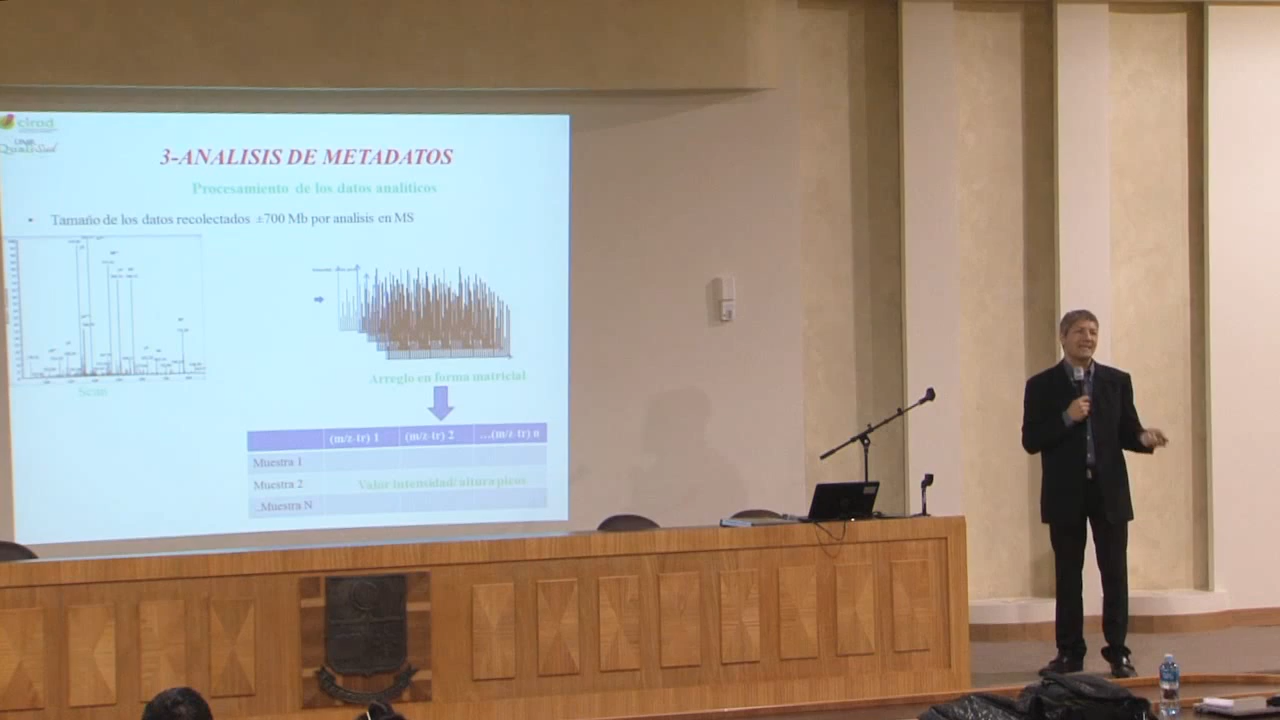 cirad
Qualisud
3-ANALISIS DE METADATOS
Procesamiento de los datos analíticos
• Tamaño de los datos recolectados ±700 Mb por analisis en MS
Scan
Arreglo en forma matricial
(m/z-tr) 1 (m/z-tr) 2 …(m/z-tr) n
Muestra 1
Muestra 2 Valor Intensidad/ altura picos
..Muestra N